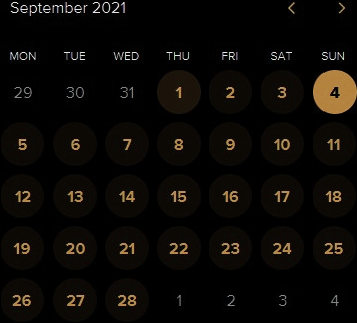 September 2021
MON TUE WED THU FRI SAT SUN
29 30 31 1 2 3 4
5 6 7 8 9 10 11
12 13 14 15 16 17 18
19 20 21 22 23 24 25
26 27 28 1 2 3 4